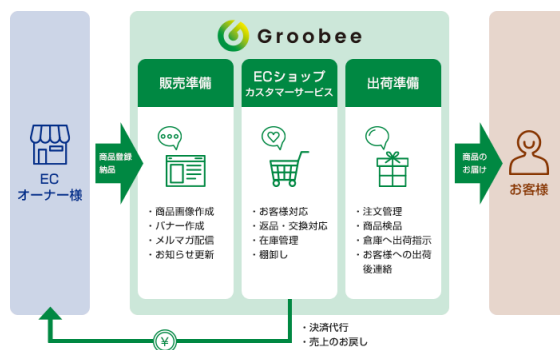 Groobee
EC
オーナー様
商品登録
納品
販売準備
・商品画像作成
・バナー作成
・メルマガ配信
・お知らせ更新
ECショップ
カスタマーサービス
・お客様対応
・返品・交換対応
・在庫管理
・棚卸し
出荷準備
・注文管理
・商品検品
・倉庫へ出荷指示
・お客様への出荷
後連絡
商品の
お届け
お客様
¥
・決済代行
・売上のお戻し